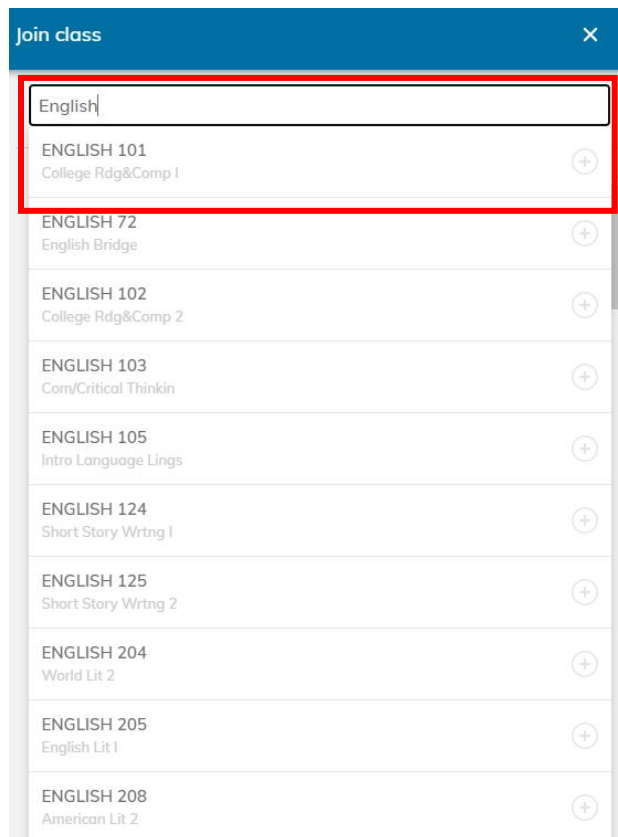 Join class
English
ENGLISH 101
College Rdg&Comp I
ENGLISH 72
English Bridge
ENGLISH 102
College Rdg&Comp 2
ENGLISH 103
Com/Critical Thinkin
ENGLISH 105
Intro Language Lings
ENGLISH 124
Short Story Wrtng I
ENGLISH 125
Short Story Wrtng 2
ENGLISH 204
World Lit 2
ENGLISH 205
English Lit I
ENGLISH 208
American Lit 2